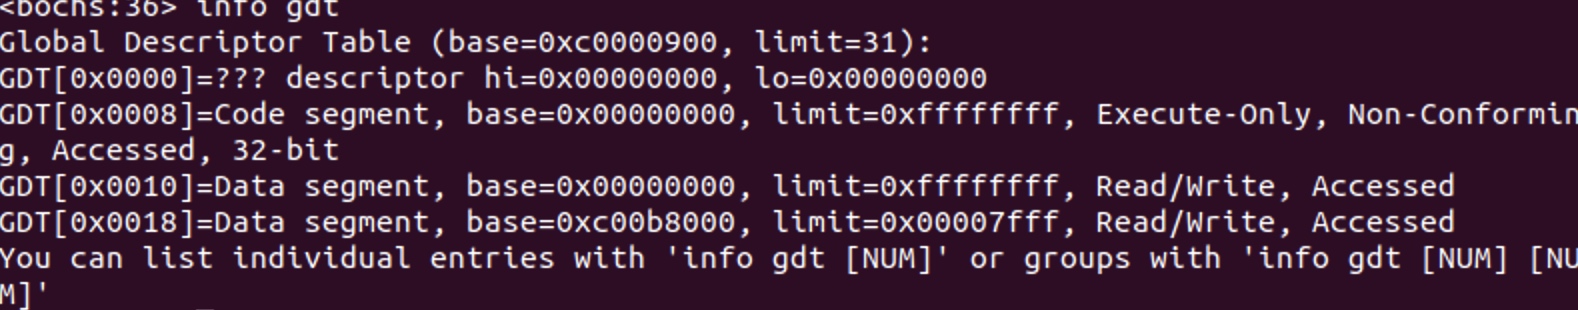 <bochs:36> info gdt
Global Descriptor Table (base=0xc0000900, limit=31):
GDT[0x0000]=??? descriptor hi=0x00000000, lo=0x00000000
GDT[0x0008]=Code segment, base=0x00000000, limit=0xffffffff, Execute-Only, Non-Conformin
g, Accessed, 32-bit
GDT[0x0010]=Data segment, base=0x00000000, limit=0xffffffff, Read/Write, Accessed
GDT[0x0018]=Data segment, base=0xc00b8000, limit=0x00007fff, Read/Write, Accessed
You can list individual entries with 'info gdt [NUM]' or groups with 'info gdt [NUM] [NU
M]'